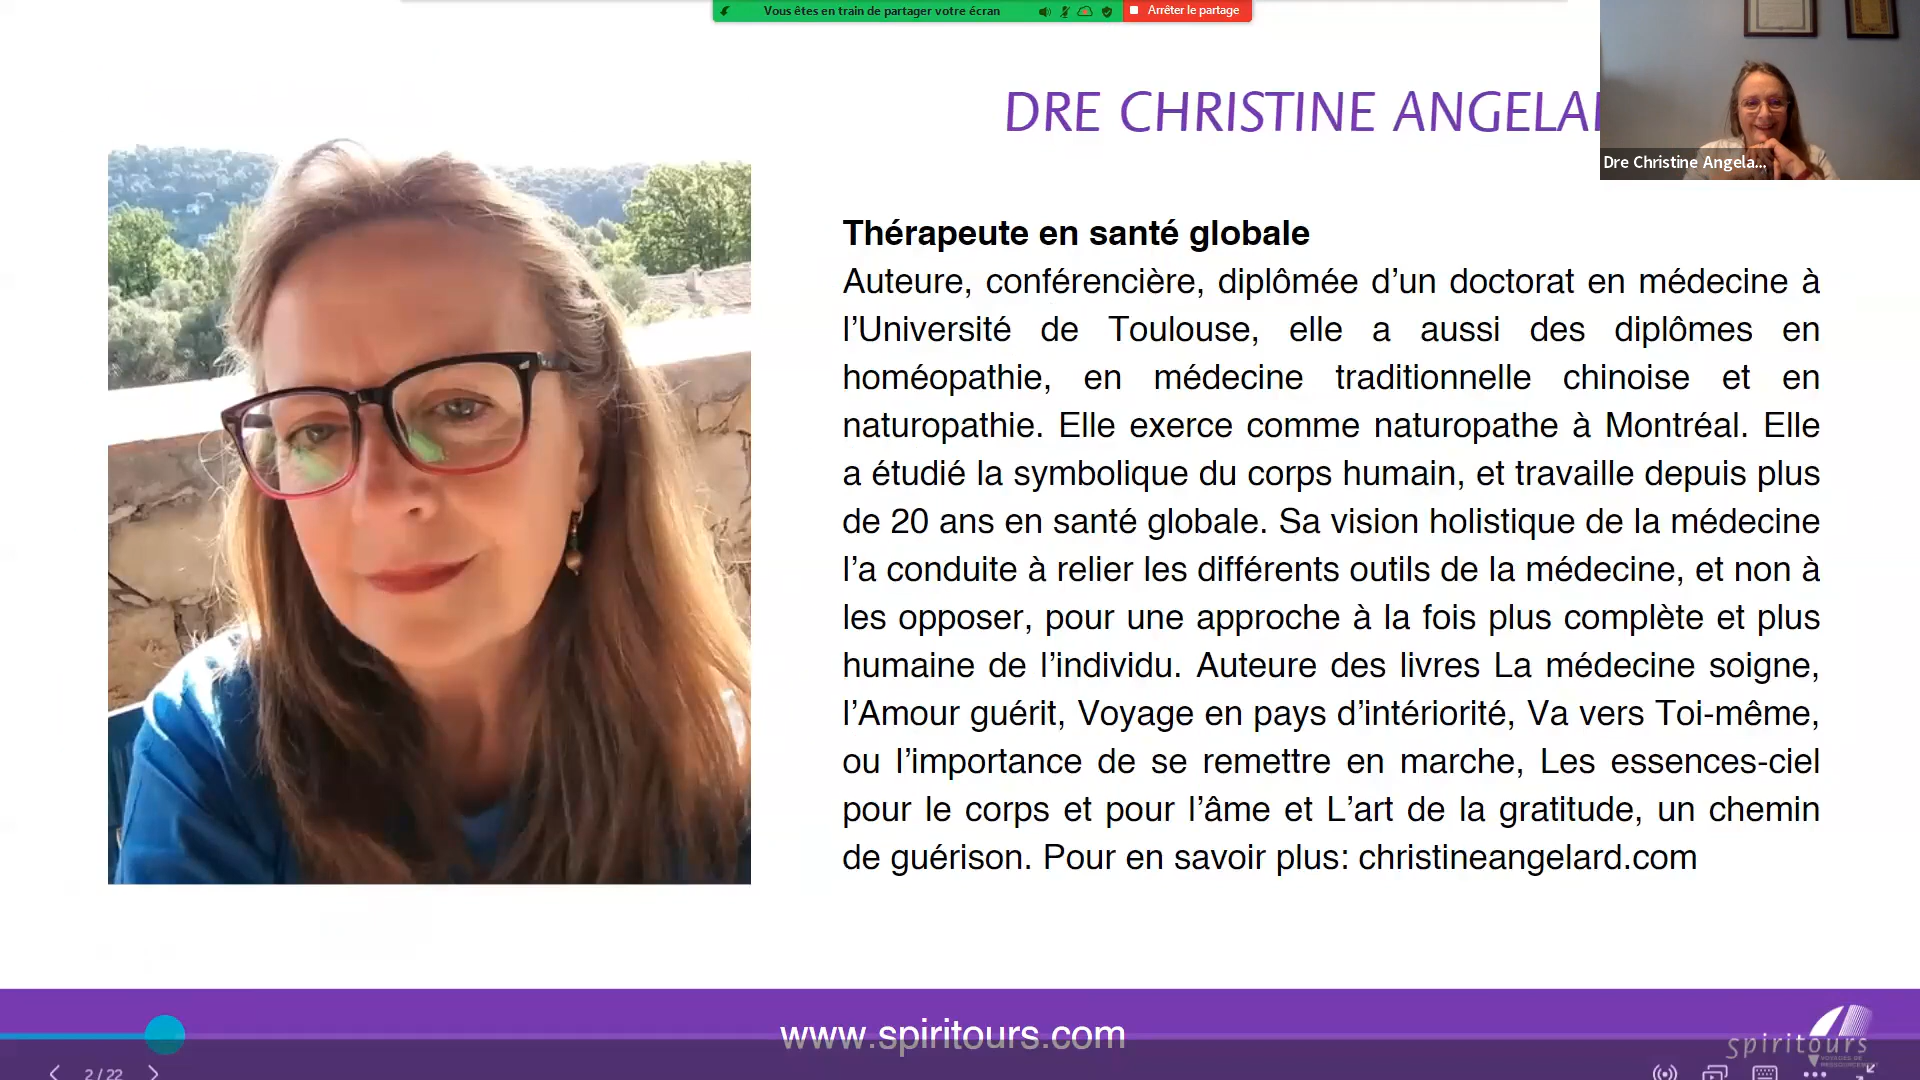 Vous êtes en train de partager votre écran
Arrêter le partage
DRE CHRISTINE ANGELA
Dre Christine Angela...
Thérapeute en santé globale
Auteure, conférencière, diplômée d’un doctorat en médecine à
l’Université de Toulouse, elle a aussi des diplômes en
homéopathie, en médecine traditionnelle chinoise et en
naturopathie. Elle exerce comme naturopathe à Montréal. Elle
a étudié la symbolique du corps humain, et travaille depuis plus
de 20 ans en santé globale. Sa vision holistique de la médecine
l’a conduite à relier les différents outils de la médecine, et non à
les opposer, pour une approche à la fois plus complète et plus
humaine de l’individu. Auteure des livres La médecine soigne,
l’Amour guérit, Voyage en pays d’intériorité, Va vers Toi-même,
ou l’importance de se remettre en marche, Les essences-ciel
pour le corps et pour l’âme et L’art de la gratitude, un chemin
de guérison. Pour en savoir plus: christineangelard.com
www.spiritours.com
spiritours
VOYAGES DE
2 / 22